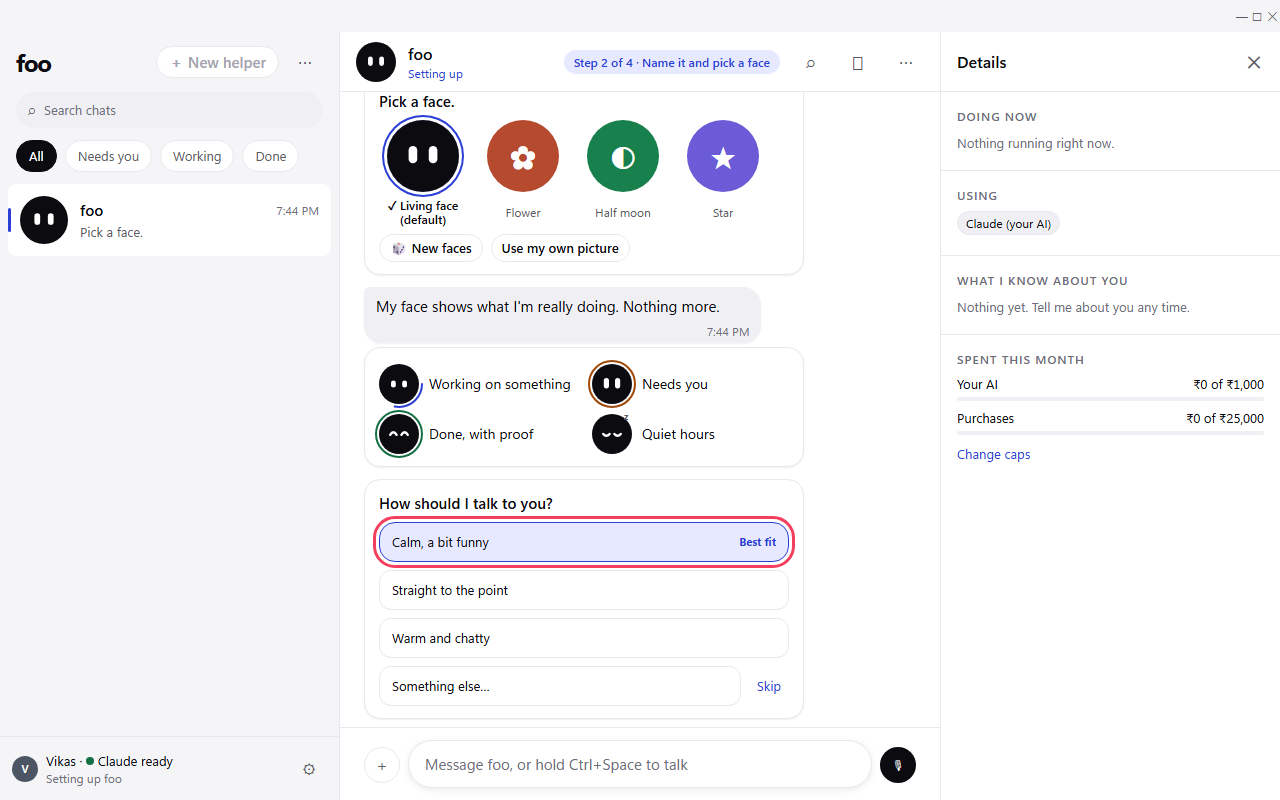 foo
+ New helper
Search chats
All
Needs you
Working
Done
foo
7:44 PM
Pick a face.
V
Vikas · Claude ready
Setting up foo
foo
Setting up
Step 2 of 4 · Name it and pick a face
Pick a face.
✓ Living face
(default)
Flower
Half moon
Star
New faces
Use my own picture
My face shows what I'm really doing. Nothing more.
7:44 PM
Working on something
Needs you
Done, with proof
z
Quiet hours
How should I talk to you?
Calm, a bit funny
Best fit
Straight to the point
Warm and chatty
Something else...
Skip
+
Message foo, or hold Ctrl+Space to talk
Details
DOING NOW
Nothing running right now.
USING
Claude (your AI)
WHAT I KNOW ABOUT YOU
Nothing yet. Tell me about you any time.
SPENT THIS MONTH
Your AI
₹0 of ₹1,000
Purchases
₹0 of ₹25,000
Change caps